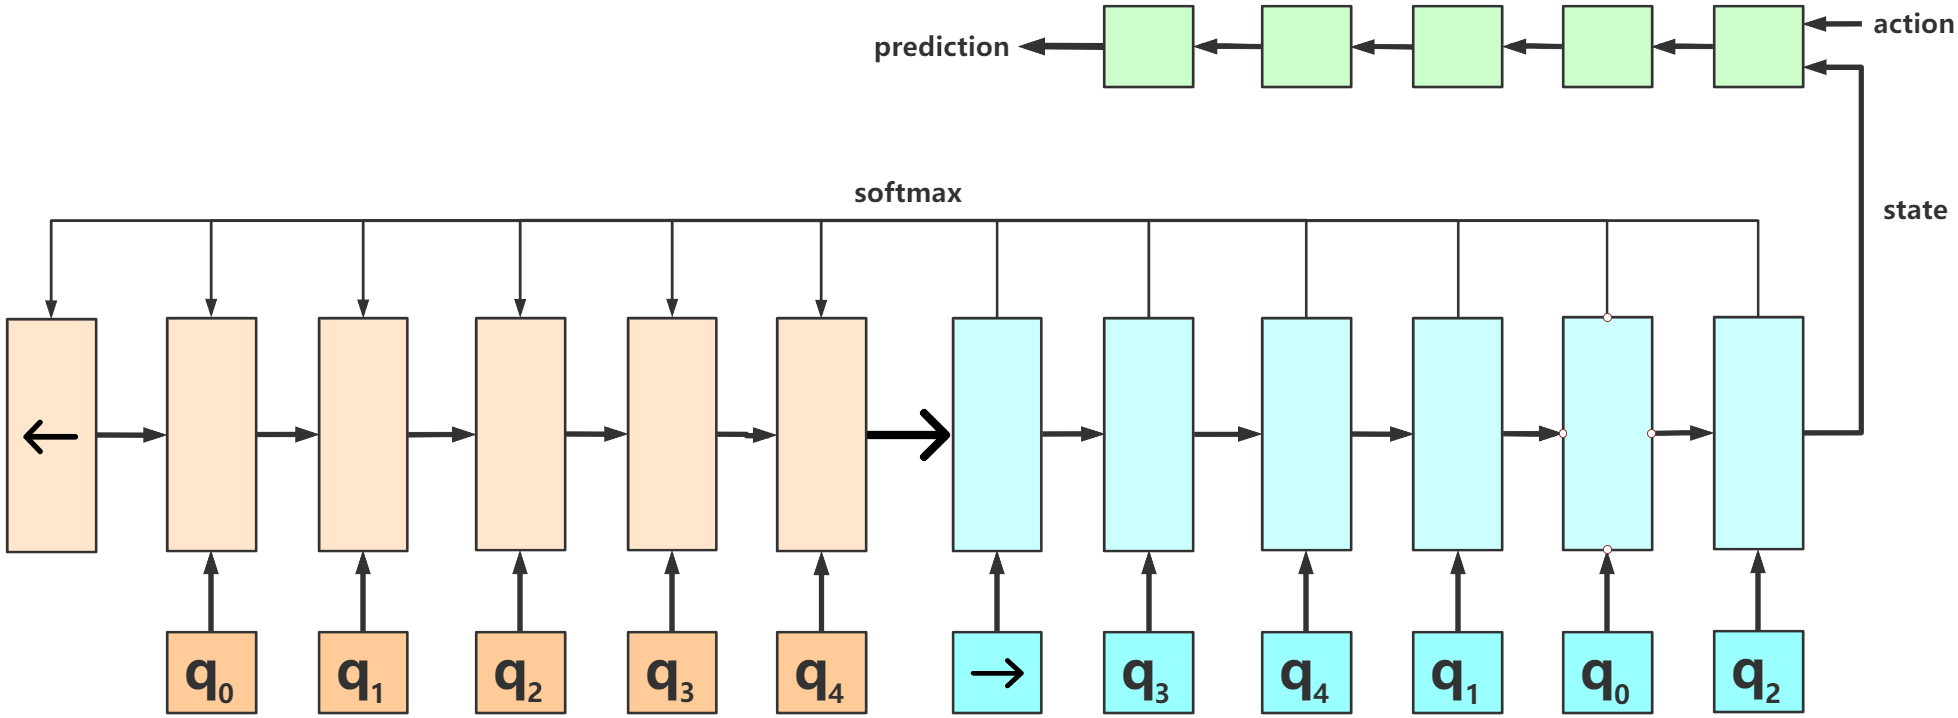 prediction
action
softmax
state
←
q0 q1 q2 q3 q4 → q3 q4 q1 q0 q2